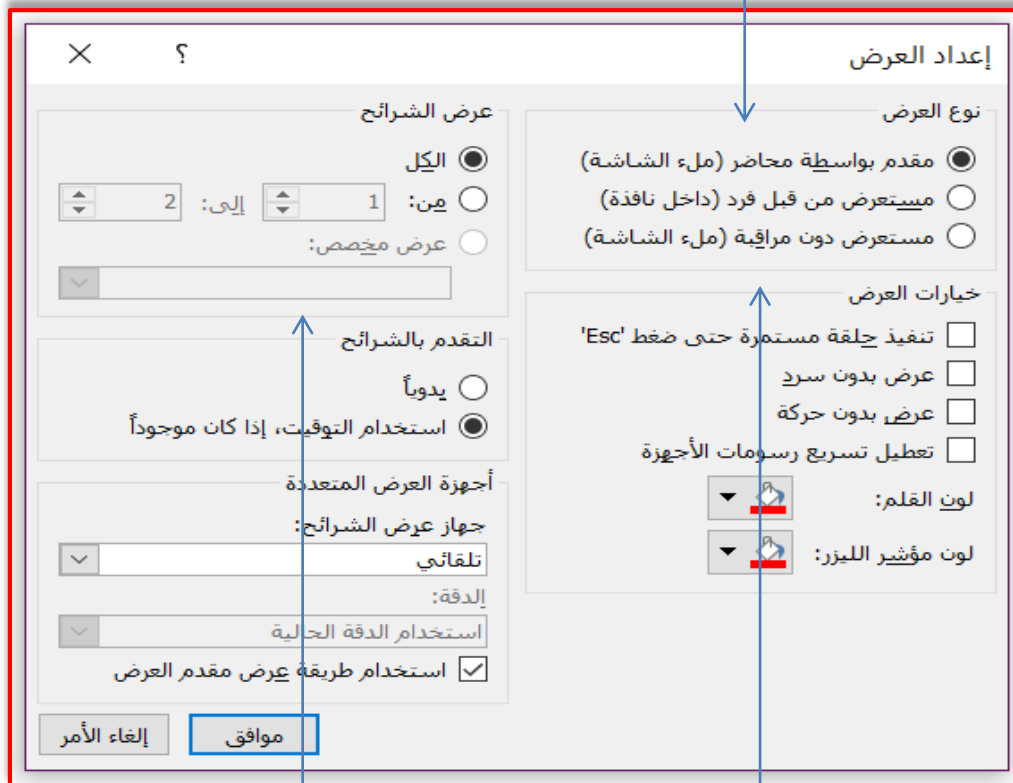 إعداد العرض
؟
نوع العرض
مقدم بواسطة محاضر (ملء الشاشة)
مستعرض من قبل فرد (داخل نافذة)
مستعرض دون مراقبة (ملء الشاشة)
خيارات العرض
تنفيذ حلقة مستمرة حتى ضغط 'Esc'
عرض بدون سرد
عرض بدون حركة
تعطيل تسريع رسومات الأجهزة
لون القلم:
لون مؤشر الليزر:
عرض الشرائح
الكل
من: 1 إلى: 2
عرض مخصص:
التقدم بالشرائح
يدوياً
استخدام التوقيت، إذا كان موجوداً
أجهزة العرض المتعددة
جهاز عرض الشرائح:
تلقائي
الدقة:
استخدام الدقة الحالية
استخدام طريقة عرض مقدم العرض
موافق
إلغاء الأمر